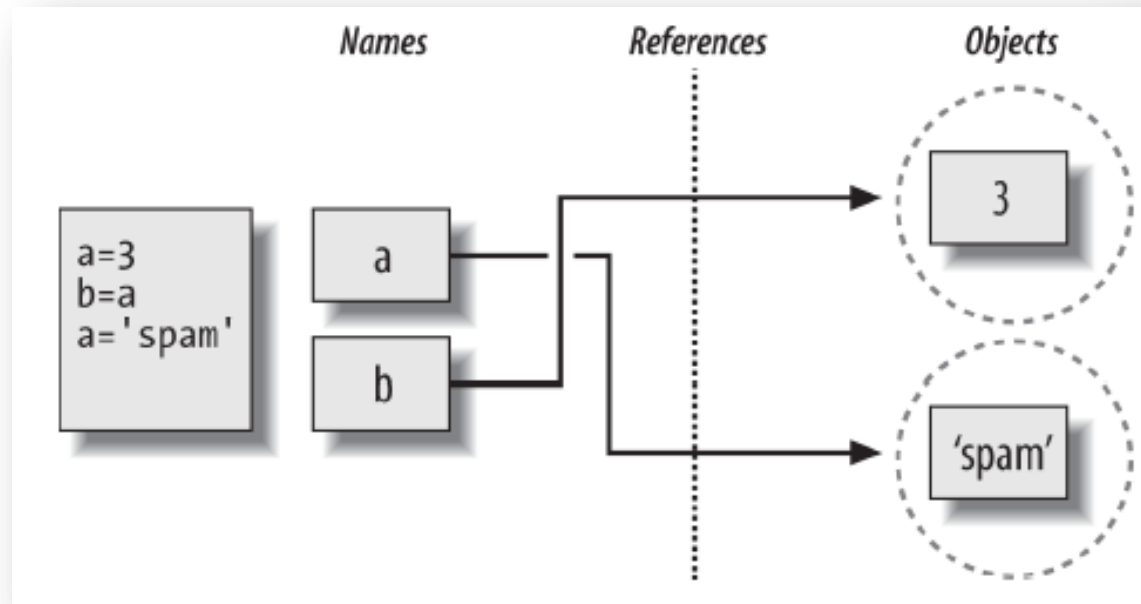 Names References Objects
a=3
b=a
a='spam'
a
b
3
‘spam’